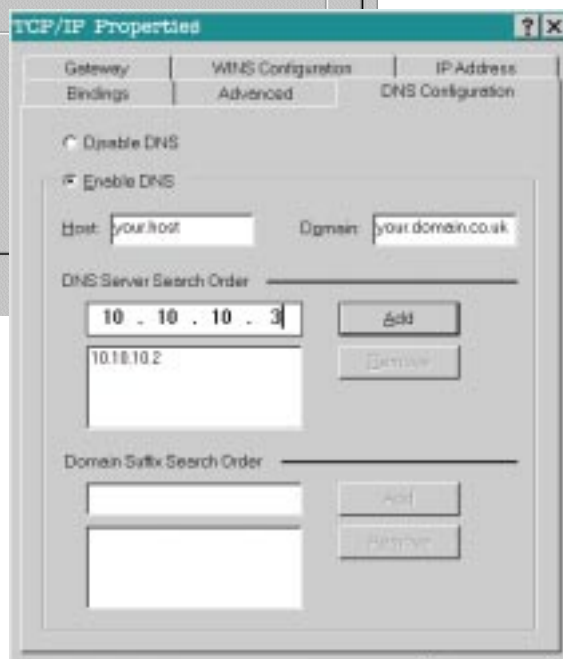 TCP/IP Properties ? X
Gateway WINS Configuration IP Address
Bindings Advanced DNS Configuration
Disable DNS
Enable DNS
Host: your.host Domain: your.domain.co.uk
DNS Server Search Order
10 . 10 . 10 . 3 Add
10.10.10.2 Remove
Domain Suffix Search Order
Add
Remove